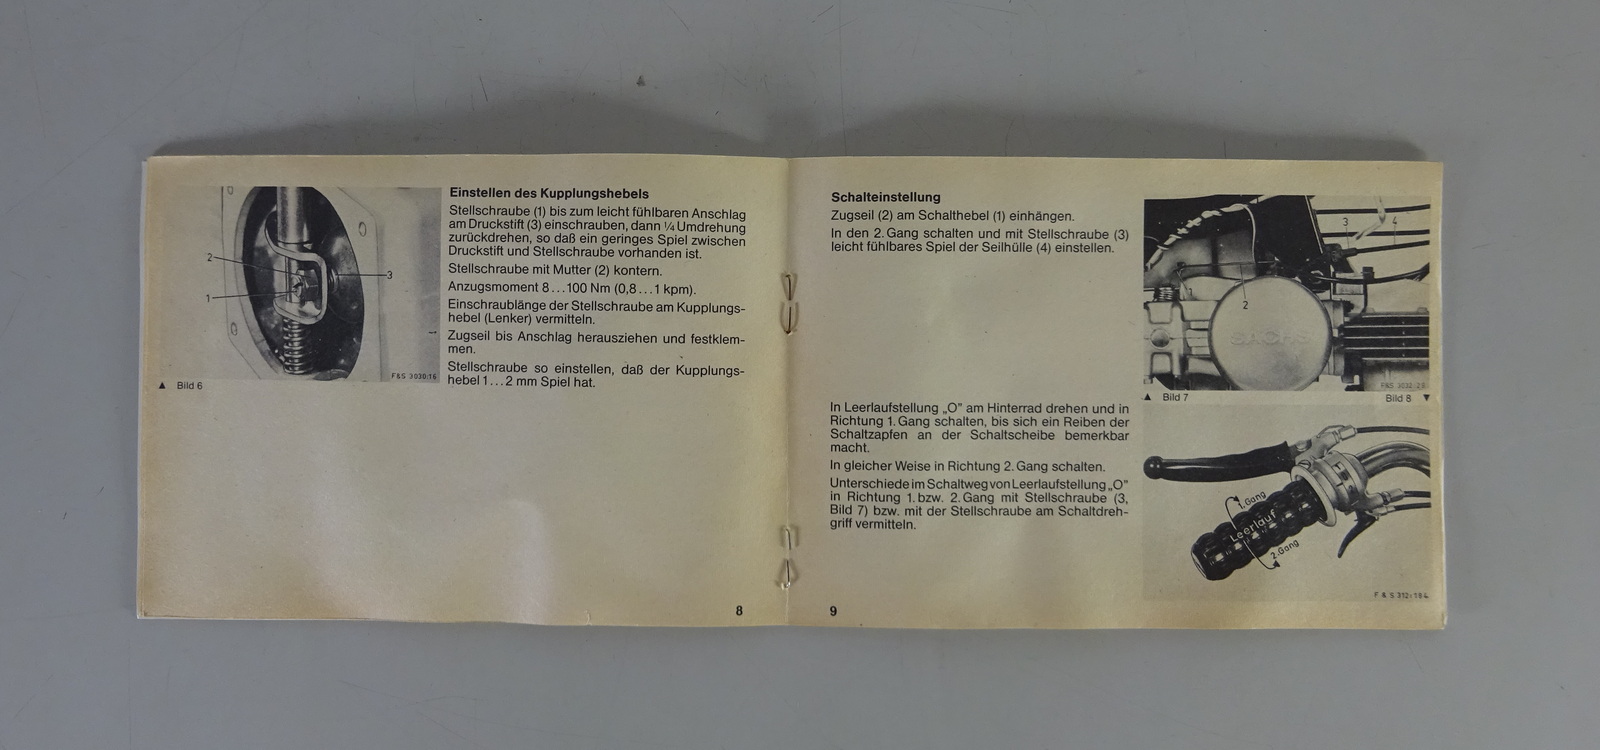 2
1
3
F&S 3030:16
▲ Bild 6
Einstellen des Kupplungshebels
Stellschraube (1) bis zum leicht fühlbaren Anschlag
am Druckstift (3) einschrauben, dann ¼ Umdrehung
zurückdrehen, so daß ein geringes Spiel zwischen
Druckstift und Stellschraube vorhanden ist.
Stellschraube mit Mutter (2) kontern.
Anzugsmoment 8...100 Nm (0,8...1 kpm).
Einschraublänge der Stellschraube am Kupplungs-
hebel (Lenker) vermitteln.
Zugseil bis Anschlag herausziehen und festklem-
men.
Stellschraube so einstellen, daß der Kupplungs-
hebel 1...2 mm Spiel hat.
8
Schalteinstellung
Zugseil (2) am Schalthebel (1) einhängen.
In den 2. Gang schalten und mit Stellschraube (3)
leicht fühlbares Spiel der Seilhülle (4) einstellen.
In Leerlaufstellung „O” am Hinterrad drehen und in
Richtung 1. Gang schalten, bis sich ein Reiben der
Schaltzapfen an der Schaltscheibe bemerkbar
macht.
In gleicher Weise in Richtung 2. Gang schalten.
Unterschiede im Schaltweg von Leerlaufstellung „O”
in Richtung 1. bzw. 2. Gang mit Stellschraube (3,
Bild 7) bzw. mit der Stellschraube am Schaltdreh-
griff vermitteln.
9
3
4
1
2
SACHS
▲ Bild 7
Bild 8 ▼
1. Gang
Leerlauf
2. Gang